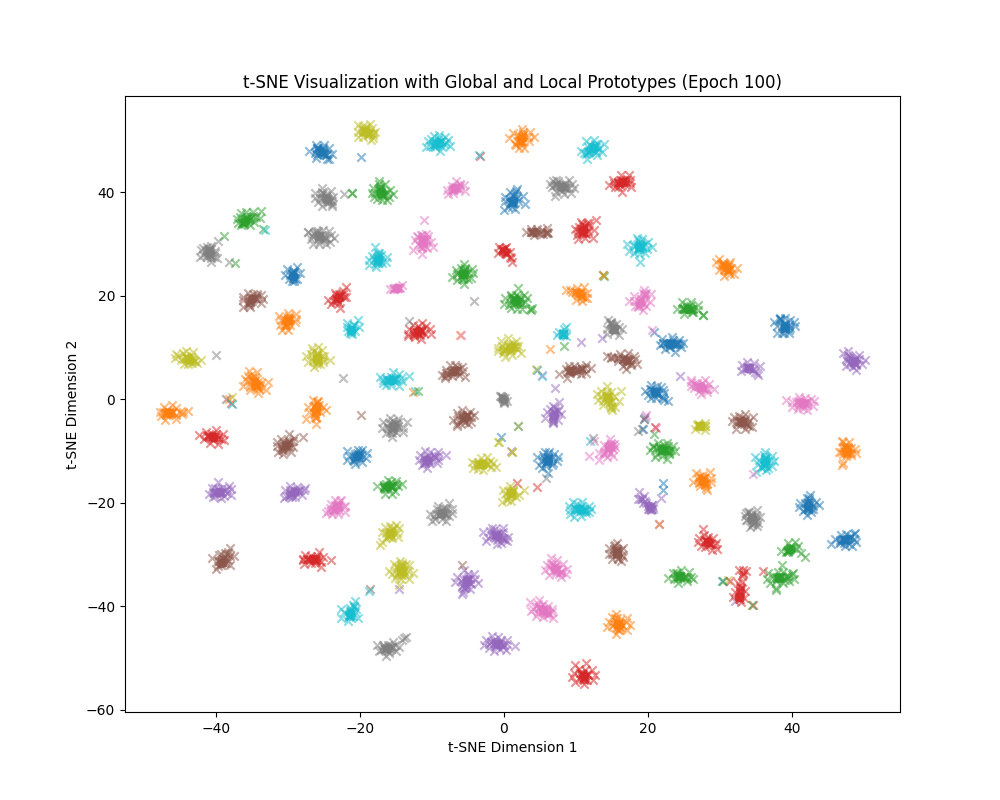 t-SNE Visualization with Global and Local Prototypes (Epoch 100)
40
20
0
−20
−40
−60
t-SNE Dimension 2
−40 −20 0 20 40
t-SNE Dimension 1